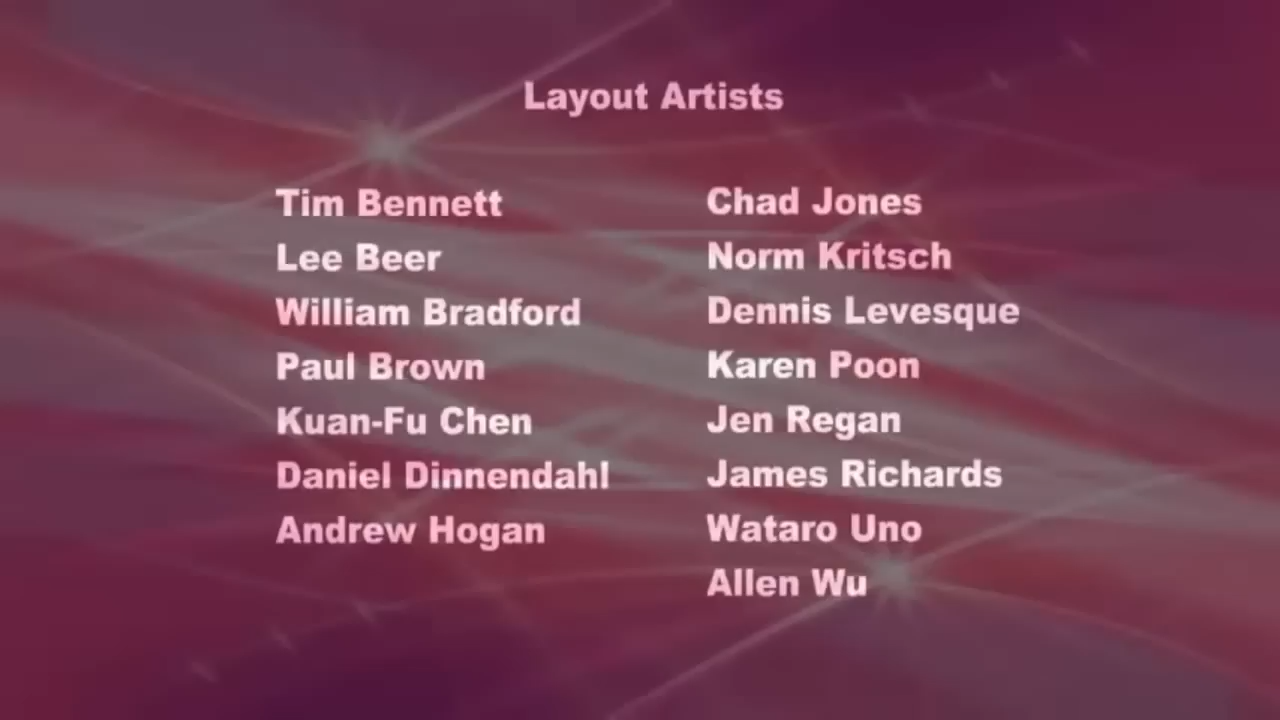 Layout Artists
Tim Bennett
Lee Beer
William Bradford
Paul Brown
Kuan-Fu Chen
Daniel Dinnendahl
Andrew Hogan
Chad Jones
Norm Kritsch
Dennis Levesque
Karen Poon
Jen Regan
James Richards
Wataro Uno
Allen Wu